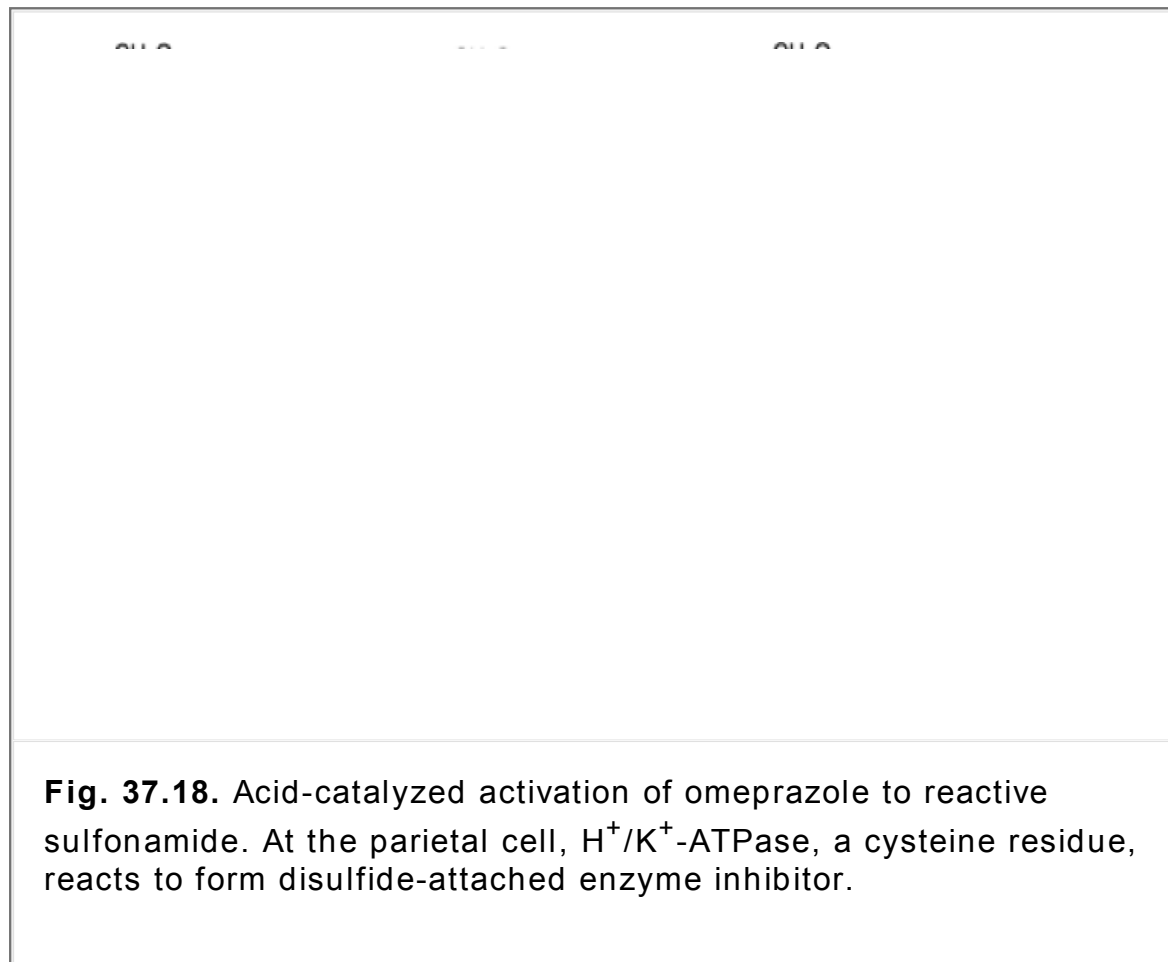 Fig. 37.18. Acid-catalyzed activation of omeprazole to reactive
sulfonamide. At the parietal cell, H⁺/K⁺-ATPase, a cysteine residue,
reacts to form disulfide-attached enzyme inhibitor.